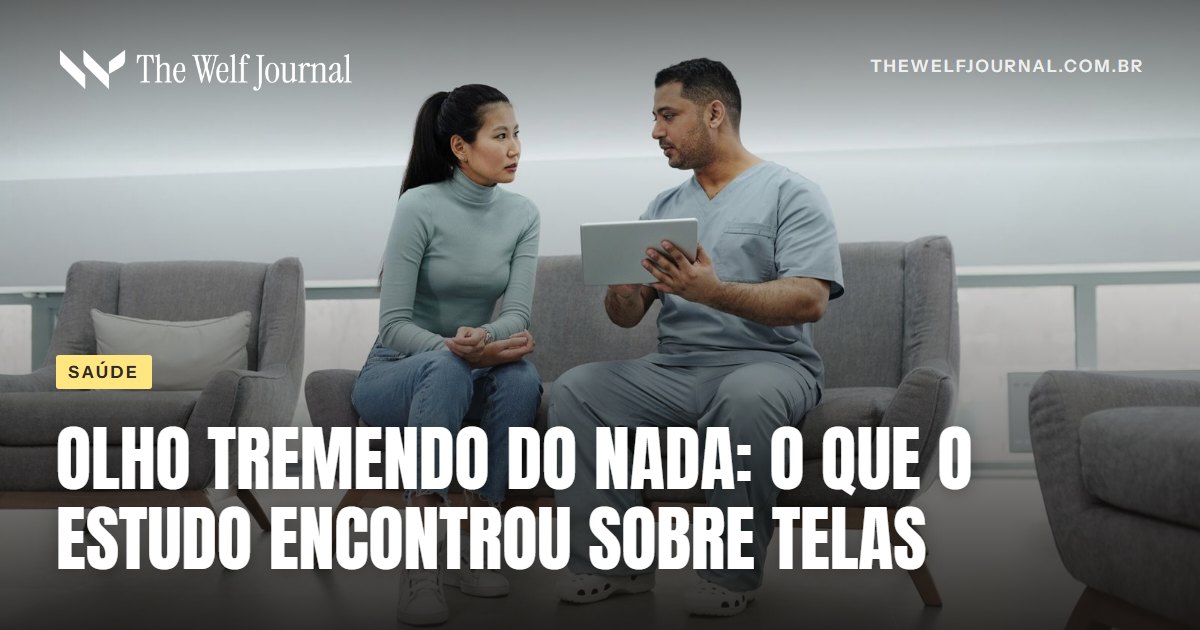 The Welf Journal
THEWELFJOURNAL.COM.BR
SAÚDE
OLHO TREMENDO DO NADA: O QUE O
ESTUDO ENCONTROU SOBRE TELAS